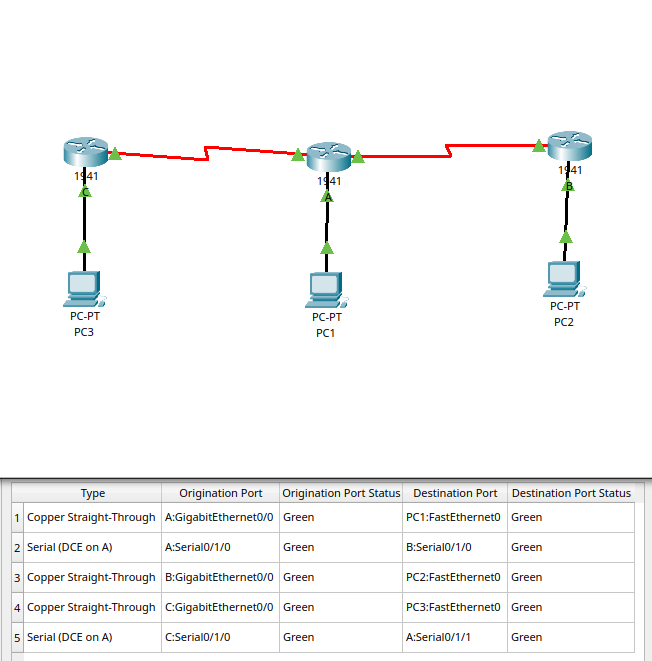 1941
C
1941
A
1941
B
PC-PT
PC3
PC-PT
PC1
PC-PT
PC2
Type Origination Port Origination Port Status Destination Port Destination Port Status
1 Copper Straight-Through A:GigabitEthernet0/0 Green PC1:FastEthernet0 Green
2 Serial (DCE on A) A:Serial0/1/0 Green B:Serial0/1/0 Green
3 Copper Straight-Through B:GigabitEthernet0/0 Green PC2:FastEthernet0 Green
4 Copper Straight-Through C:GigabitEthernet0/0 Green PC3:FastEthernet0 Green
5 Serial (DCE on A) C:Serial0/1/0 Green A:Serial0/1/1 Green